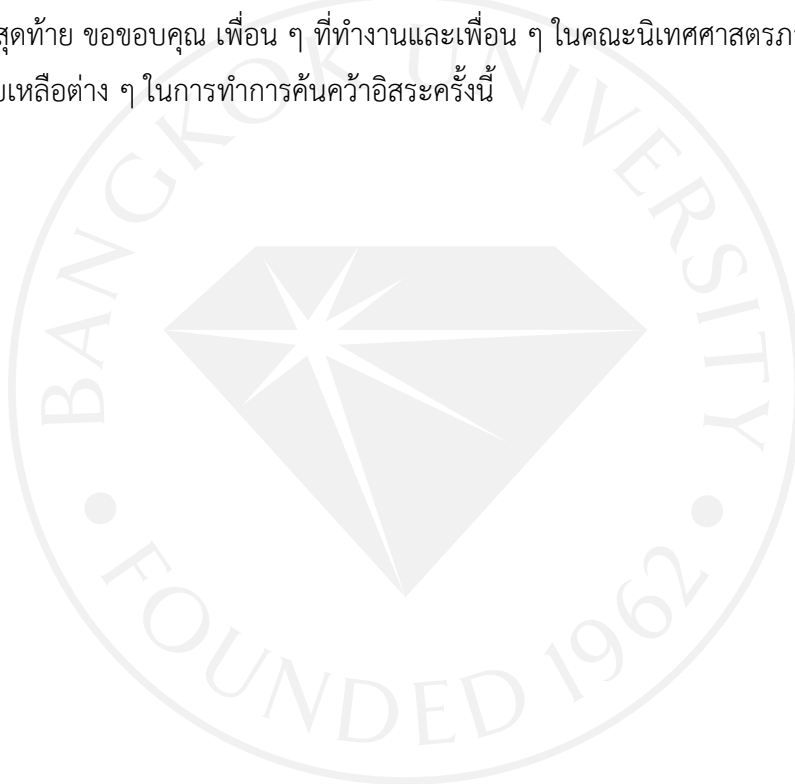 สุดท้าย ขอขอบคุณ เพื่อน ๆ ที่ทำงานและเพื่อน ๆ ในคณะนิเทศศาสตร
เหลือต่าง ๆ ในการทำการค้นคว้าอิสระครั้งนี้
BANGKOK UNIVERSITY
• FOUNDED 1962 •